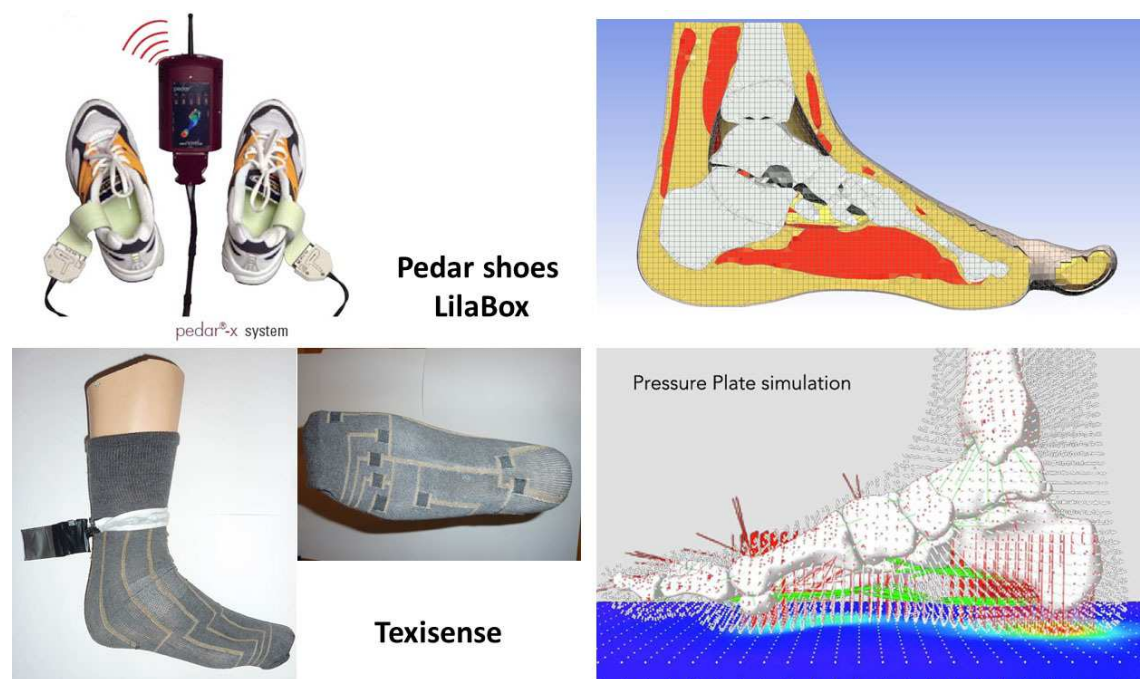 Pedar shoes
LilaBox
pedar®-x system
Pressure Plate simulation
Texisense